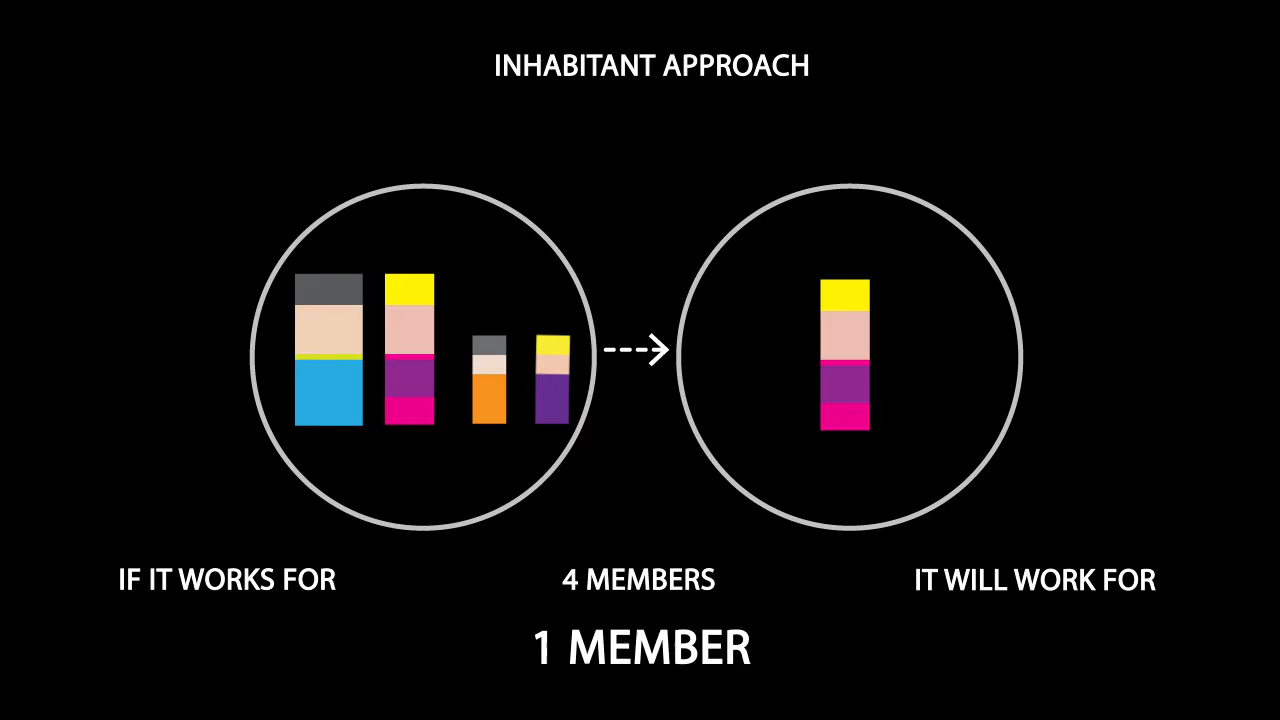 INHABITANT APPROACH
IF IT WORKS FOR 4 MEMBERS IT WILL WORK FOR
1 MEMBER